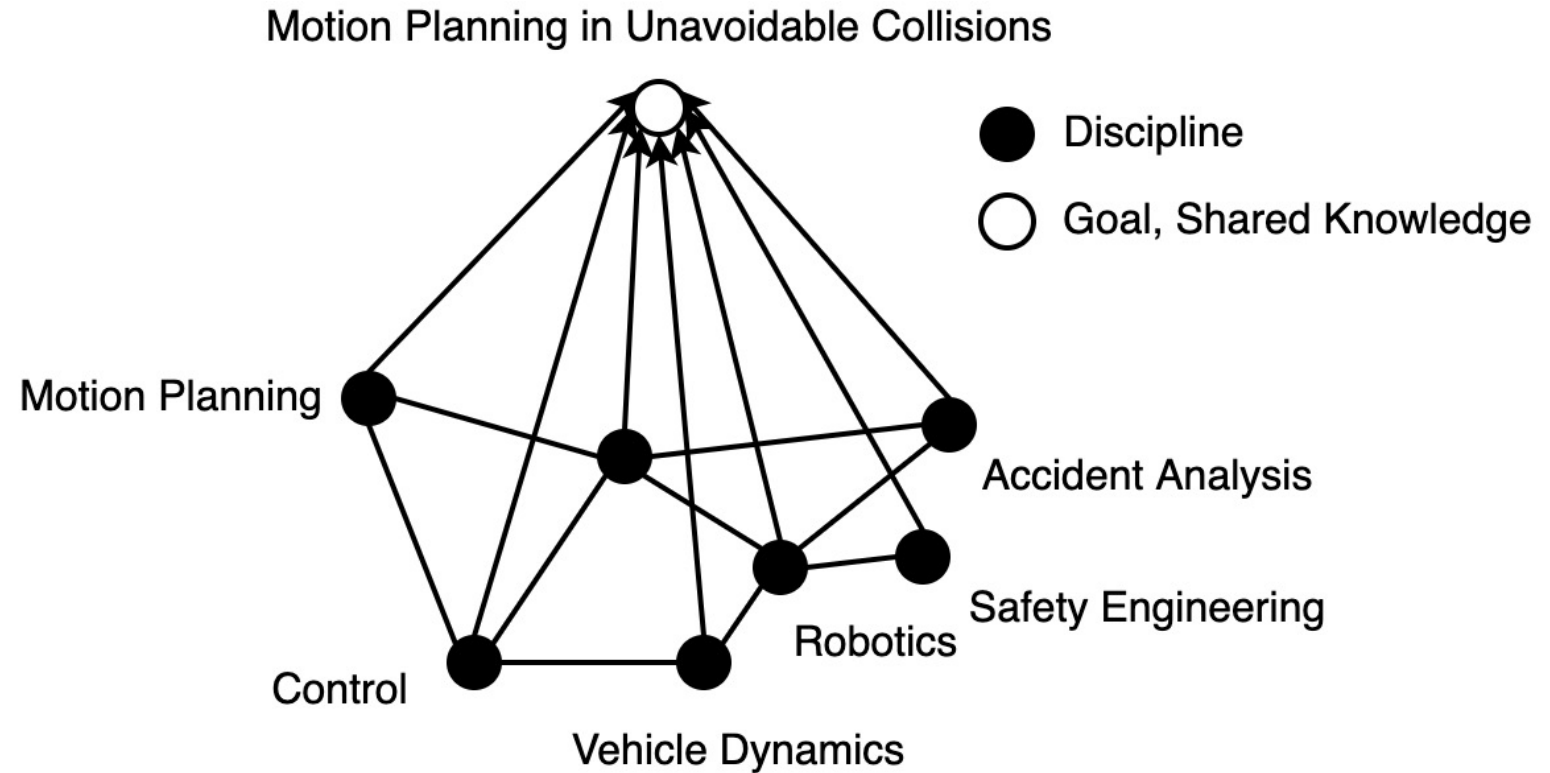 Motion Planning in Unavoidable Collisions
Discipline
Goal, Shared Knowledge
Motion Planning
Accident Analysis
Safety Engineering
Robotics
Control
Vehicle Dynamics